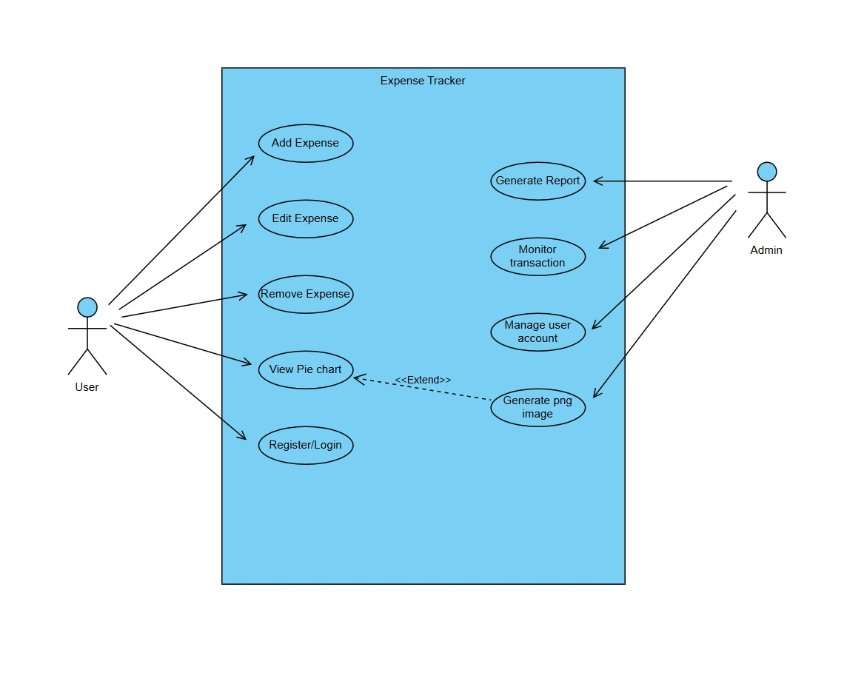 Expense Tracker
Add Expense
Generate Report
Edit Expense
Monitor
transaction
Admin
Remove Expense
Manage user
account
View Pie chart
<<Extend>>
User
Generate png
image
Register/Login